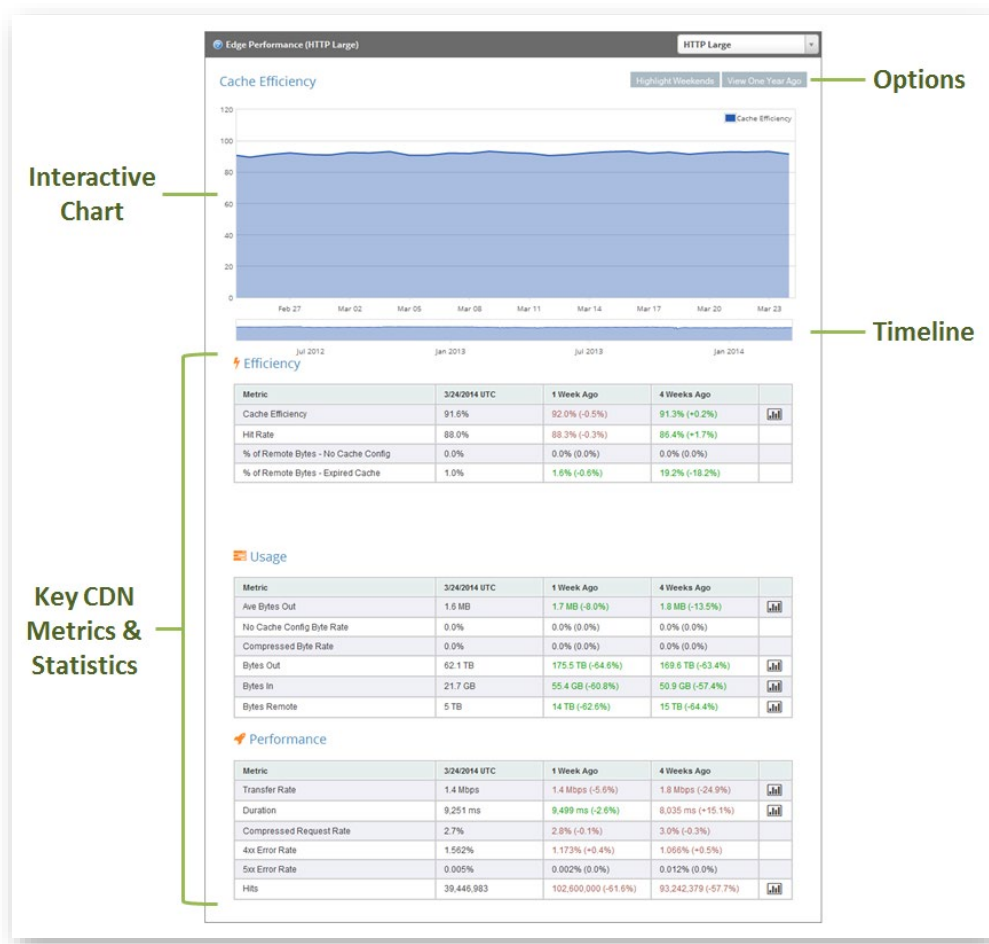 Edge Performance (HTTP Large)
HTTP Large
Cache Efficiency
Highlight Weekends View One Year Ago
Options
Cache Efficiency
120
100
80
60
40
20
0
Interactive
Chart
Feb 27 Mar 02 Mar 05 Mar 08 Mar 11 Mar 14 Mar 17 Mar 20 Mar 23
Timeline
Jul 2012 Jan 2013 Jul 2013 Jan 2014
Efficiency
Metric 3/24/2014 UTC 1 Week Ago 4 Weeks Ago
Cache Efficiency 91.6% 92.0% (-0.5%) 91.3% (+0.2%)
Hit Rate 88.0% 88.3% (-0.3%) 86.4% (+1.7%)
% of Remote Bytes - No Cache Config 0.0% 0.0% (0.0%) 0.0% (0.0%)
% of Remote Bytes - Expired Cache 1.0% 1.6% (-0.6%) 19.2% (-18.2%)
Key CDN
Metrics &
Statistics
Usage
Metric 3/24/2014 UTC 1 Week Ago 4 Weeks Ago
Ave Bytes Out 1.6 MB 1.7 MB (-8.0%) 1.8 MB (-13.5%)
No Cache Config Byte Rate 0.0% 0.0% (0.0%) 0.0% (0.0%)
Compressed Byte Rate 0.0% 0.0% (0.0%) 0.0% (0.0%)
Bytes Out 62.1 TB 175.5 TB (-64.6%) 169.6 TB (-63.4%)
Bytes In 21.7 GB 55.4 GB (-60.8%) 50.9 GB (-57.4%)
Bytes Remote 5 TB 14 TB (-62.6%) 15 TB (-64.4%)
Performance
Metric 3/24/2014 UTC 1 Week Ago 4 Weeks Ago
Transfer Rate 1.4 Mbps 1.4 Mbps (-5.6%) 1.8 Mbps (-24.9%)
Duration 9,251 ms 9,499 ms (-2.6%) 8,035 ms (+15.1%)
Compressed Request Rate 2.7% 2.8% (-0.1%) 3.0% (-0.3%)
4xx Error Rate 1.562% 1.173% (+0.4%) 1.066% (+0.5%)
5xx Error Rate 0.005% 0.002% (0.0%) 0.012% (0.0%)
Hits 39,446,983 102,600,000 (-61.6%) 93,242,379 (-57.7%)